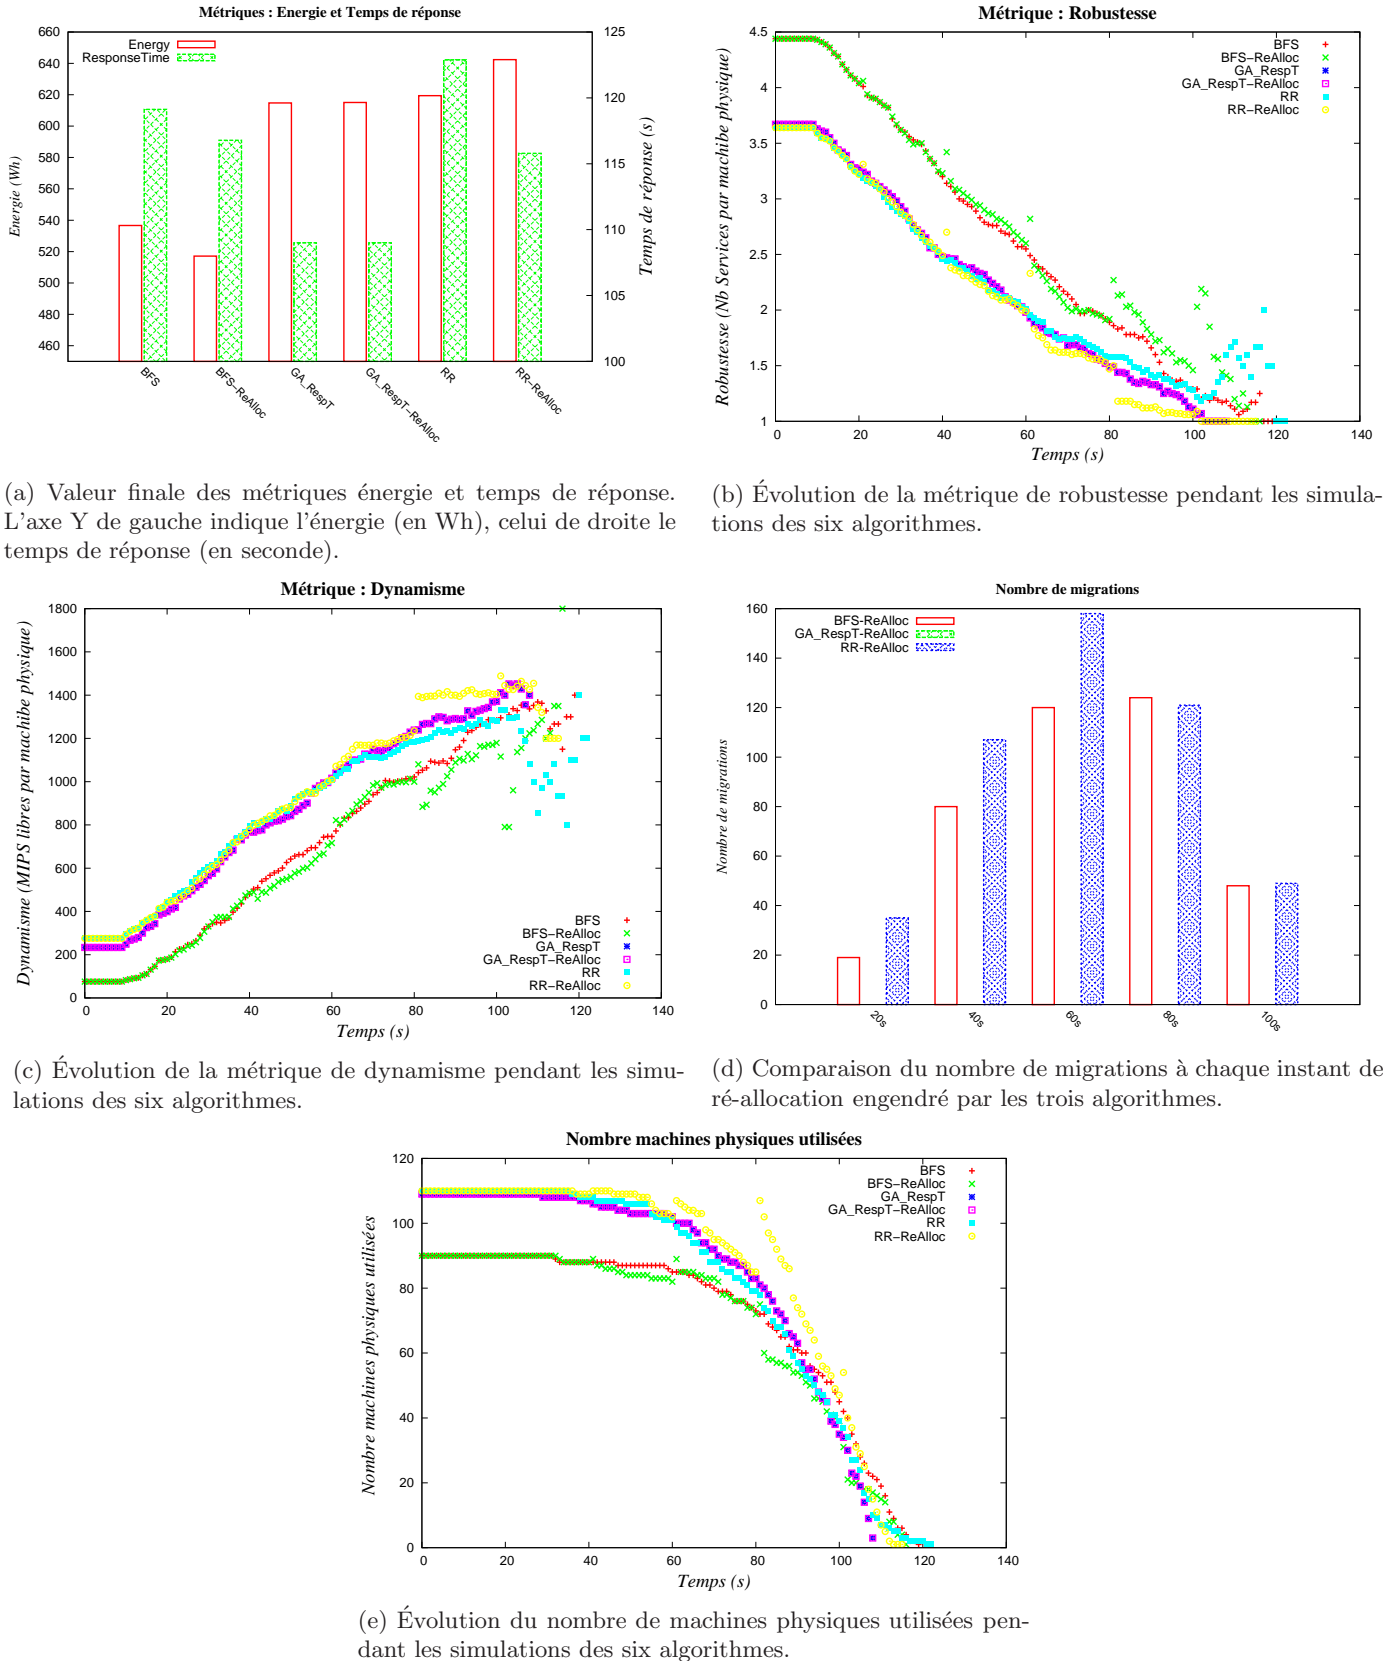 Métriques : Energie et Temps de réponse
Energy
ResponseTime
660
640
620
600
580
560
540
520
500
480
460
125
120
115
110
105
100
Energie (Wh)
Temps de réponse (s)
BFS
BFS-ReAlloc
GA_RespT
GA_RespT-ReAlloc
RR
RR-ReAlloc
(a) Valeur finale des métriques énergie et temps de réponse.
L'axe Y de gauche indique l'énergie (en Wh), celui de droite le
temps de réponse (en seconde).
Métrique : Robustesse
BFS
BFS-ReAlloc
GA_RespT
GA_RespT-ReAlloc
RR
RR-ReAlloc
4.5
4
3.5
3
2.5
2
1.5
1
Robustesse (Nb Services par machibe physique)
0 20 40 60 80 100 120 140
Temps (s)
(b) Évolution de la métrique de robustesse pendant les simula-
tions des six algorithmes.
Métrique : Dynamisme
1800
1600
1400
1200
1000
800
600
400
200
0
Dynamisme (MIPS libres par machibe physique)
BFS
BFS-ReAlloc
GA_RespT
GA_RespT-ReAlloc
RR
RR-ReAlloc
0 20 40 60 80 100 120 140
Temps (s)
(c) Évolution de la métrique de dynamisme pendant les simu-
lations des six algorithmes.
Nombre de migrations
BFS-ReAlloc
GA_RespT-ReAlloc
RR-ReAlloc
160
140
120
100
80
60
40
20
0
Nombre de migrations
20s 40s 60s 80s 100s
(d) Comparaison du nombre de migrations à chaque instant de
ré-allocation engendré par les trois algorithmes.
Nombre machines physiques utilisées
BFS
BFS-ReAlloc
GA_RespT
GA_RespT-ReAlloc
RR
RR-ReAlloc
120
100
80
60
40
20
0
Nombre machines physiques utilisées
0 20 40 60 80 100 120 140
Temps (s)
(e) Évolution du nombre de machines physiques utilisées pen-
dant les simulations des six algorithmes.